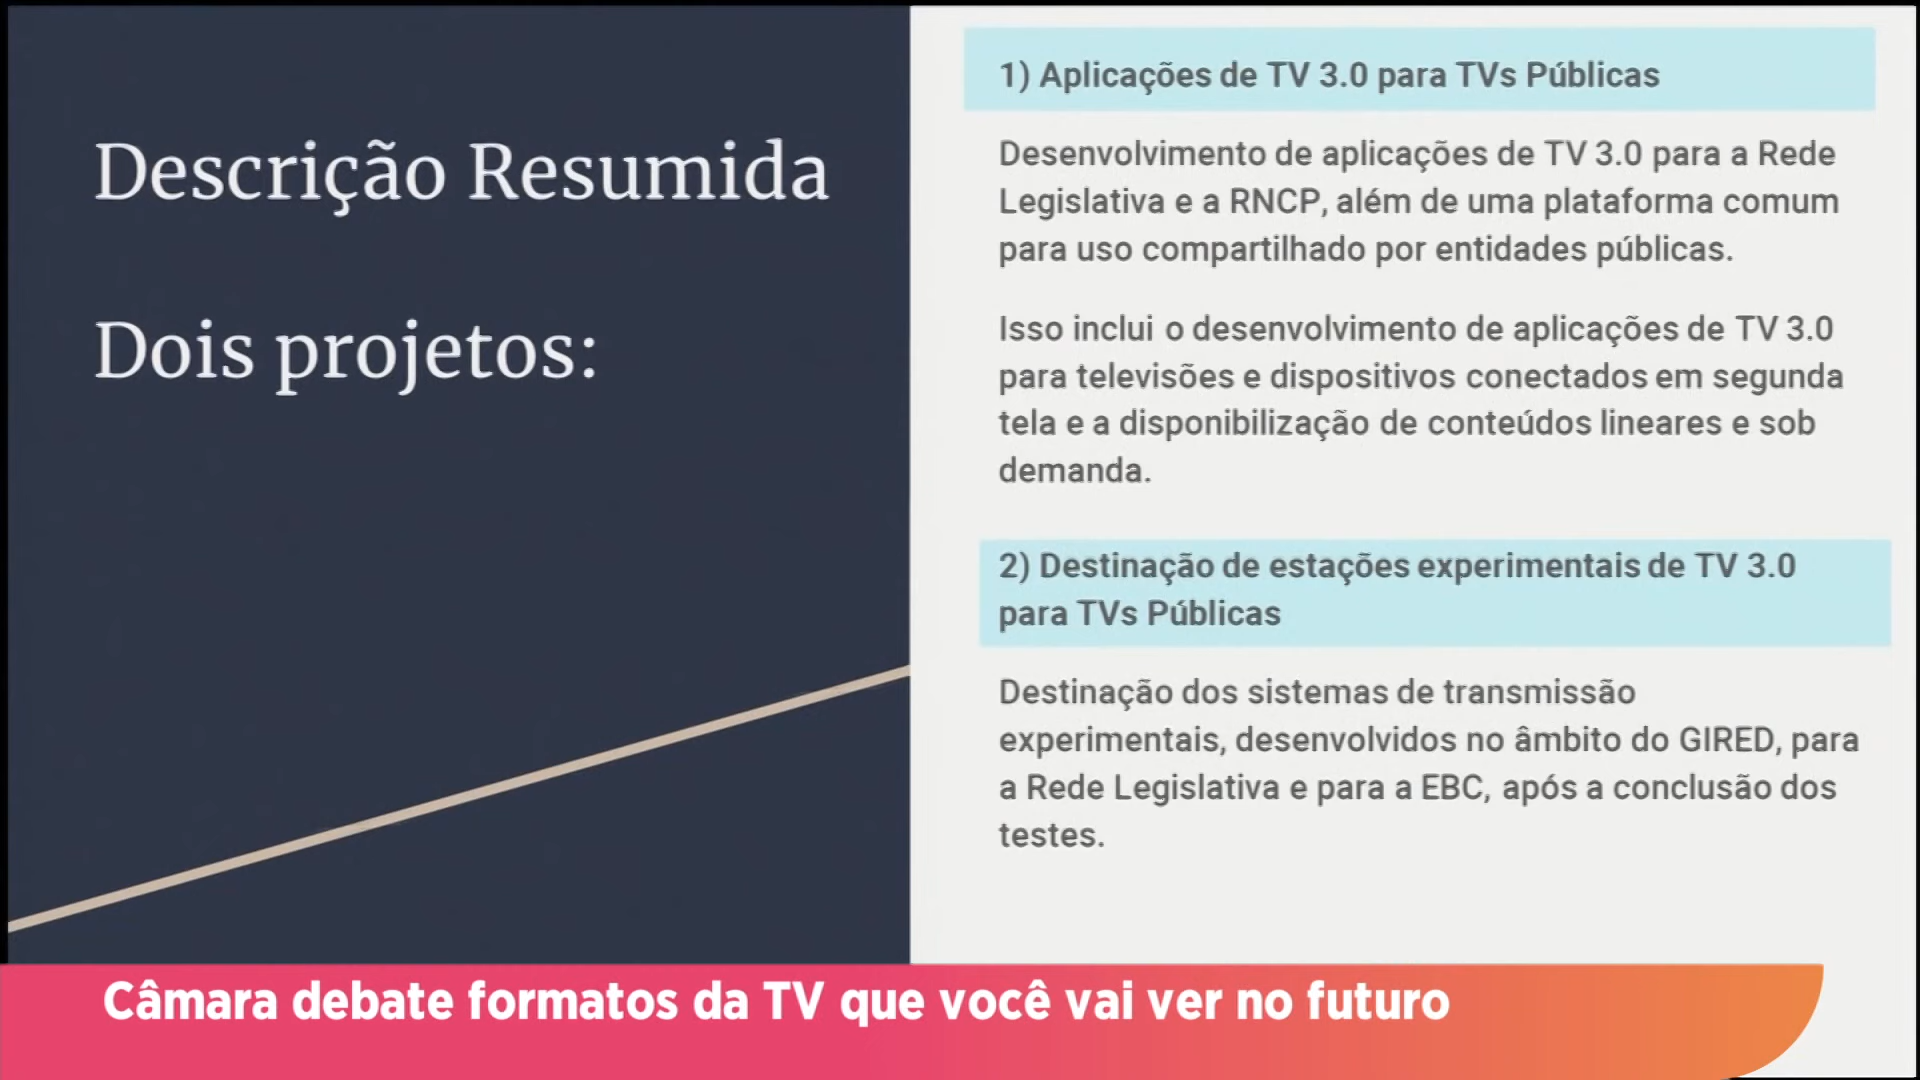 Descrição Resumida
Dois projetos:
1) Aplicações de TV 3.0 para TVs Públicas
Desenvolvimento de aplicações de TV 3.0 para a Rede
Legislativa e a RNCP, além de uma plataforma comum
para uso compartilhado por entidades públicas.
Isso inclui o desenvolvimento de aplicações de TV 3.0
para televisões e dispositivos conectados em segunda
tela e a disponibilização de conteúdos lineares e sob
demanda.
2) Destinação de estações experimentais de TV 3.0
para TVs Públicas
Destinação dos sistemas de transmissão
experimentais, desenvolvidos no âmbito do GIRED, para
a Rede Legislativa e para a EBC, após a conclusão dos
testes.
Câmara debate formatos da TV que você vai ver no futuro